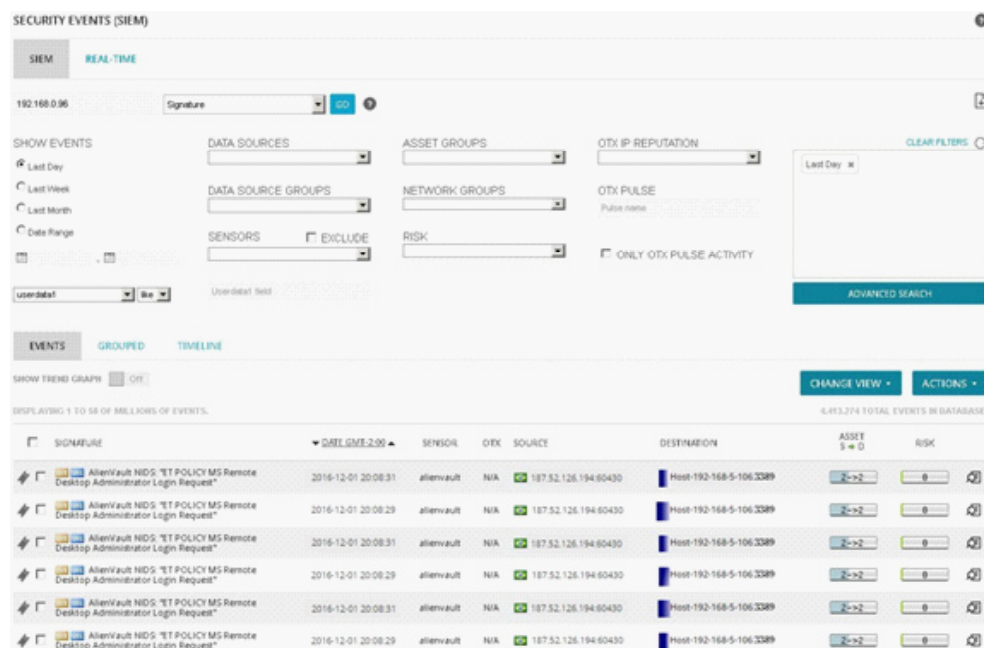 SECURITY EVENTS (SIEM)
SIEM REAL-TIME
192.168.0.96 Signature GO
SHOW EVENTS DATA SOURCES ASSET GROUPS OTX IP REPUTATION CLEAR FILTERS
Last Day Last Day x
Last Week DATA SOURCE GROUPS NETWORK GROUPS OTX PULSE
Last Month Pulse name
Date Range SENSORS EXCLUDE RISK
ONLY OTX PULSE ACTIVITY
userdata1 like Userdata1 field ADVANCED SEARCH
EVENTS GROUPED TIMELINE
SHOW TREND GRAPH Off CHANGE VIEW ACTIONS
DISPLAYING 1 TO 50 OF MILLIONS OF EVENTS. TOTAL EVENTS IN DATABASE
SIGNATURE DATE GMT-2:00 SENSOR OTX SOURCE DESTINATION ASSET S D RISK
AlienVault NIDS: "ET POLICY MS Remote
Desktop Administrator Login Request" 2016-12-01 20:08:31 alienvault N/A 187.52.126.194:60430 Host-192-168-5-106:3389 2->2 0
AlienVault NIDS: "ET POLICY MS Remote
Desktop Administrator Login Request" 2016-12-01 20:08:29 alienvault N/A 187.52.126.194:60430 Host-192-168-5-106:3389 2->2 0
AlienVault NIDS: "ET POLICY MS Remote
Desktop Administrator Login Request" 2016-12-01 20:08:31 alienvault N/A 187.52.126.194:60430 Host-192-168-5-106:3389 2->2 0
AlienVault NIDS: "ET POLICY MS Remote
Desktop Administrator Login Request" 2016-12-01 20:08:29 alienvault N/A 187.52.126.194:60430 Host-192-168-5-106:3389 2->2 0
AlienVault NIDS: "ET POLICY MS Remote
Desktop Administrator Login Request" 2016-12-01 20:08:31 alienvault N/A 187.52.126.194:60430 Host-192-168-5-106:3389 2->2 0
AlienVault NIDS: "ET POLICY MS Remote
Desktop Administrator Login Request" 2016-12-01 20:08:29 alienvault N/A 187.52.126.194:60430 Host-192-168-5-106:3389 2->2 0